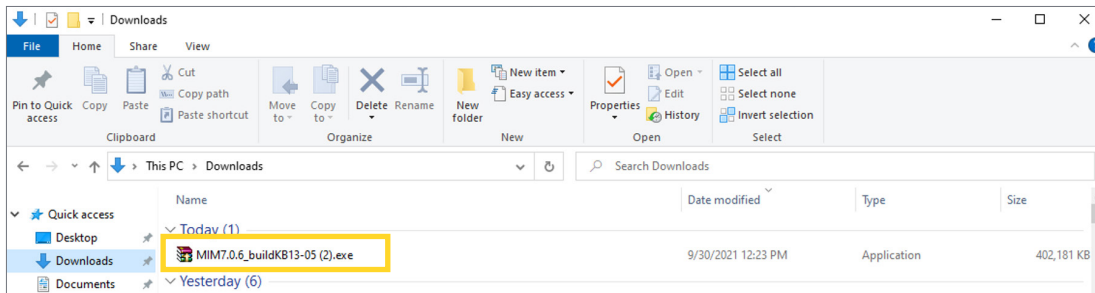 Downloads
File Home Share View
Pin to Quick access
Copy
Paste
Cut
Copy path
Paste shortcut
Clipboard
Move to
Copy to
Delete
Rename
Organize
New folder
New item
Easy access
New
Properties
Open
Edit
History
Open
Select all
Select none
Invert selection
Select
This PC > Downloads
Search Downloads
Name Date modified Type Size
Quick access
Desktop
Downloads
Documents
Today (1)
MIM7.0.6_buildKB13-05 (2).exe 9/30/2021 12:23 PM Application 402,181 KB
Yesterday (6)